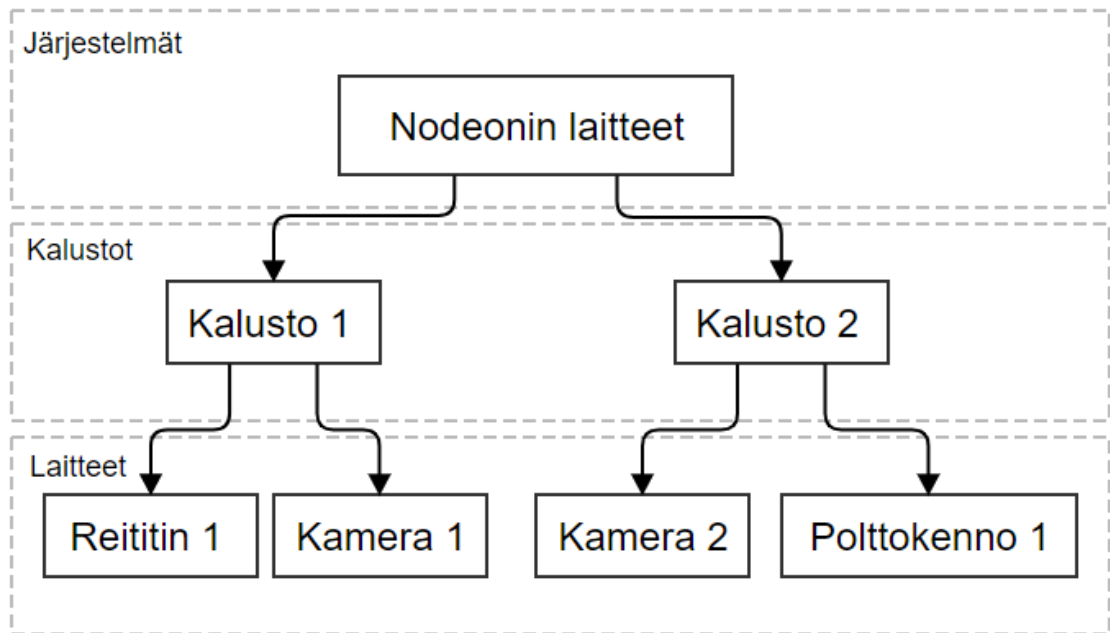 Järjestelmät
Nodeonin laitteet
Kalustot
Kalusto 1
Kalusto 2
Laitteet
Reititin 1
Kamera 1
Kamera 2
Polttokenno 1